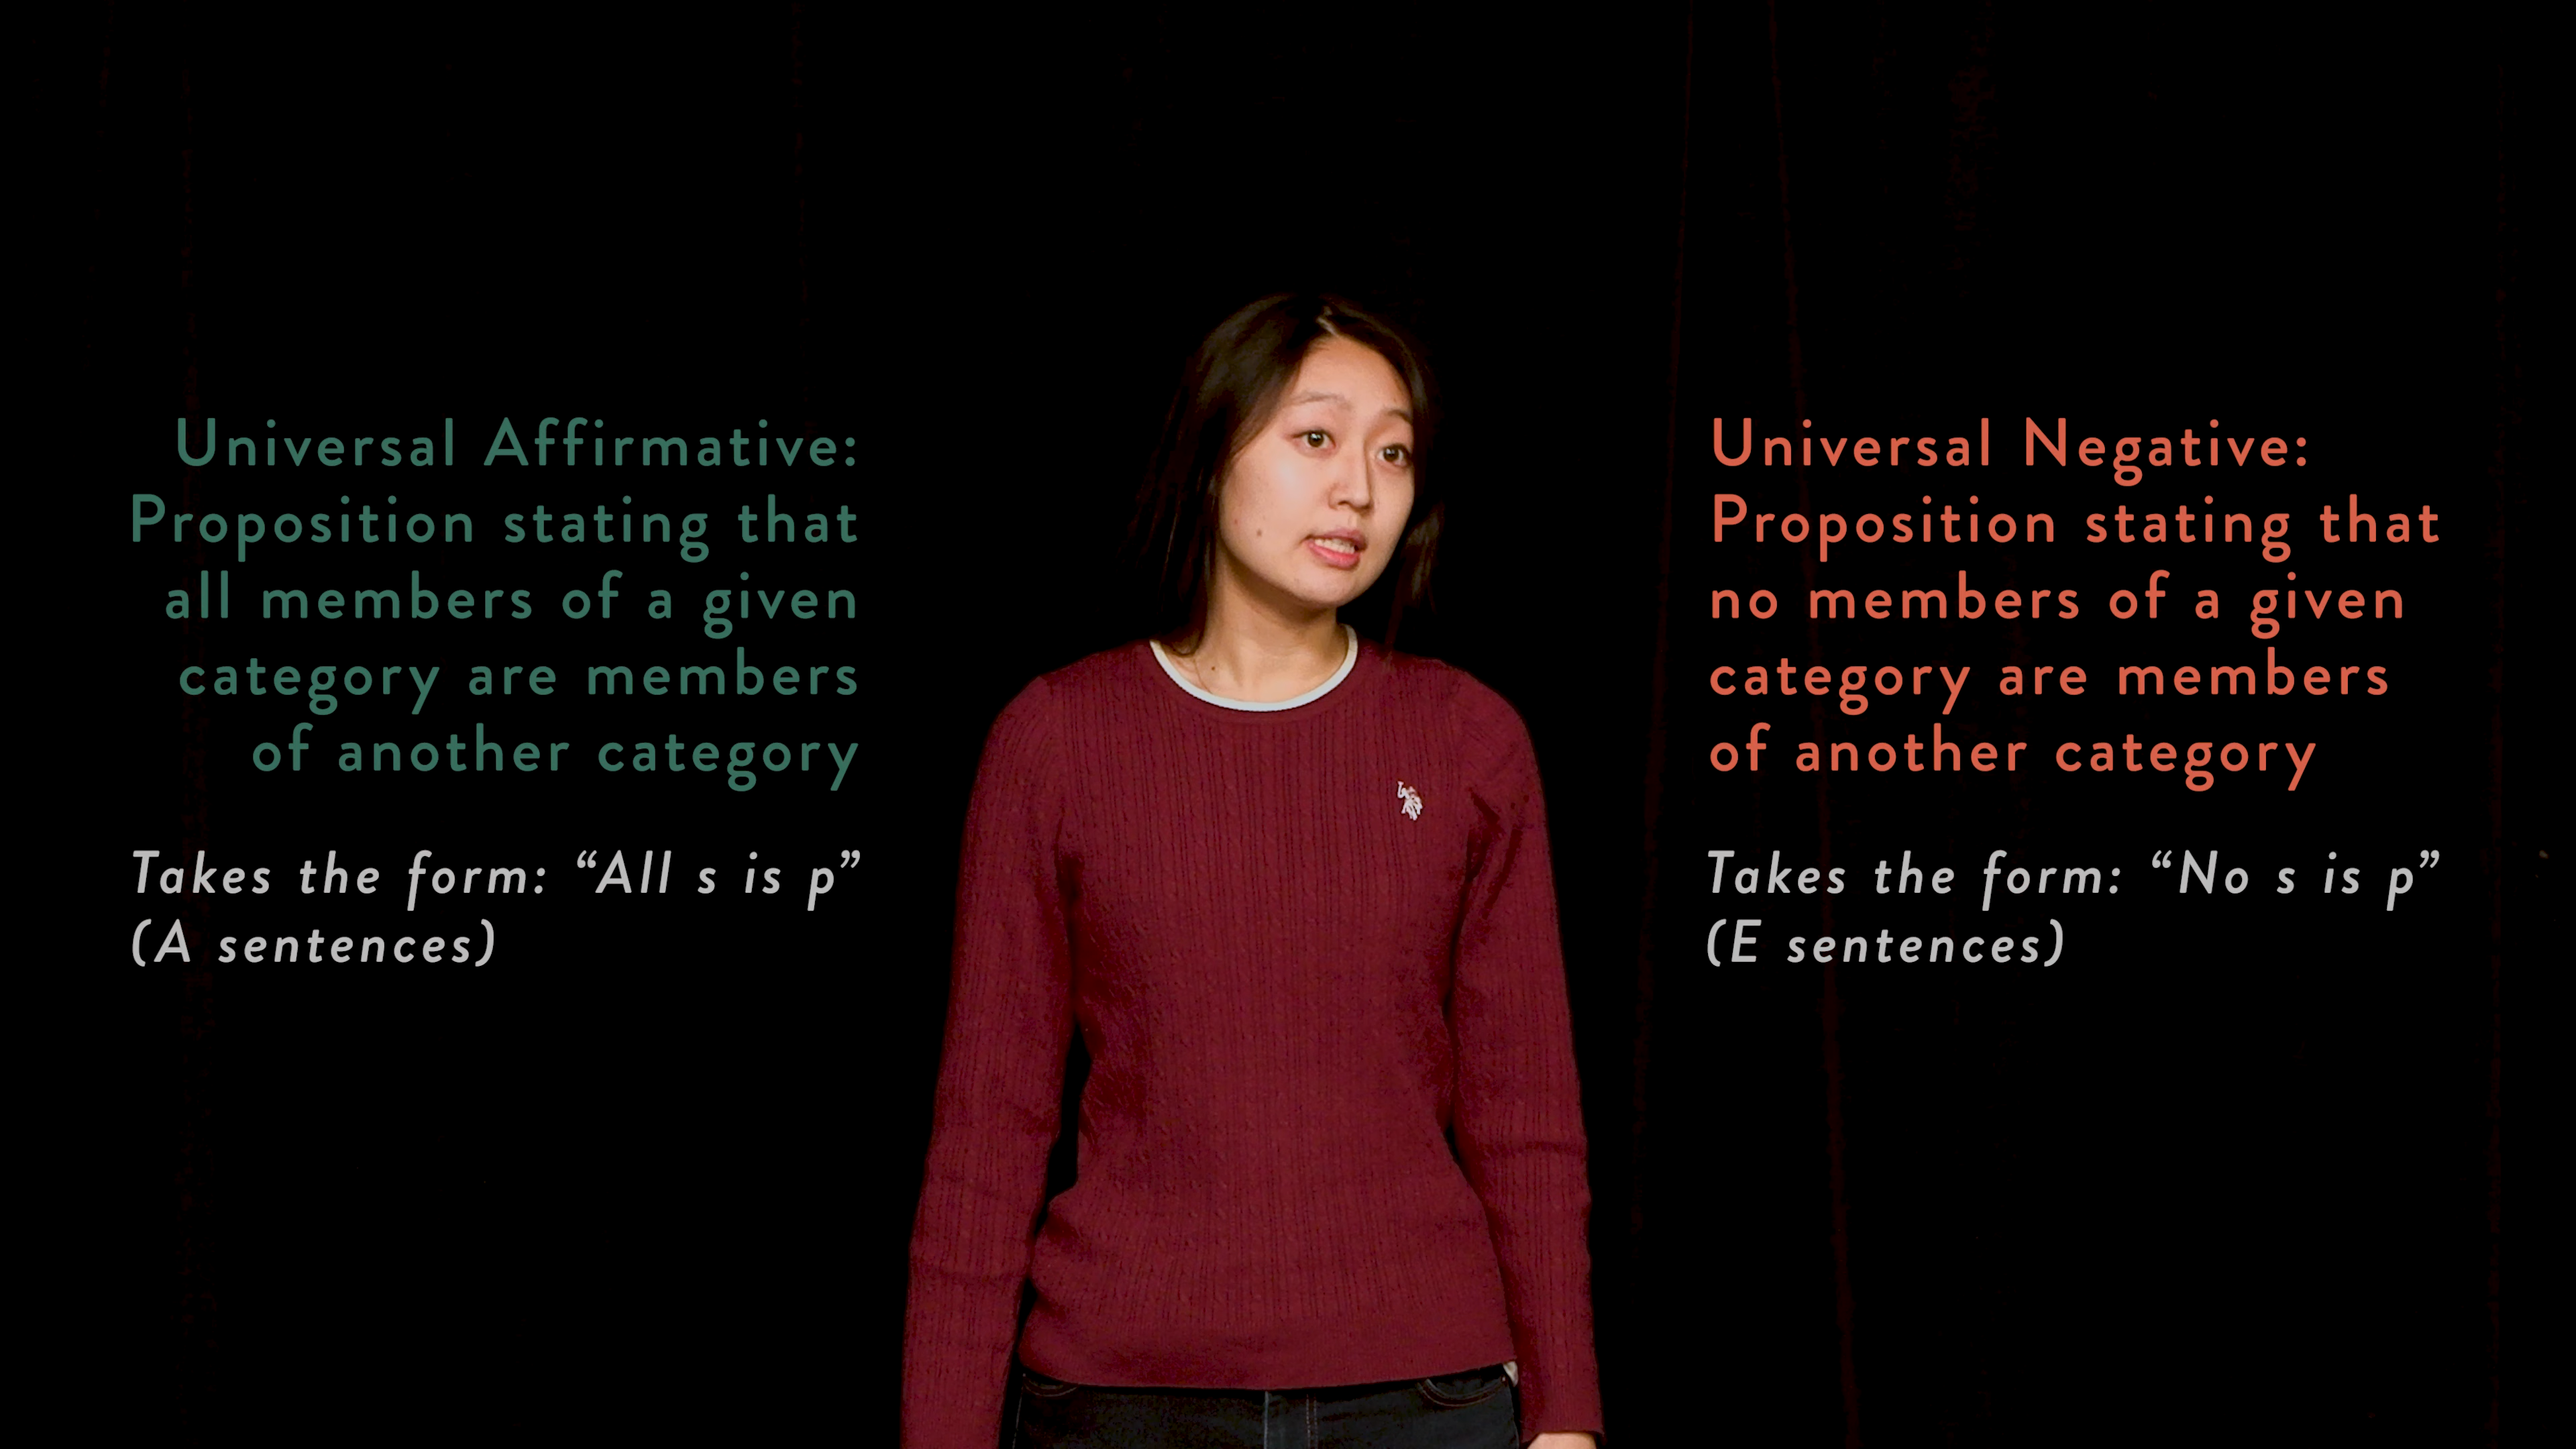 Universal Affirmative:
Proposition stating that
all members of a given
category are members
of another category
Takes the form: “All s is p”
(A sentences)
Universal Negative:
Proposition stating that
no members of a given
category are members
of another category
Takes the form: “No s is p”
(E sentences)